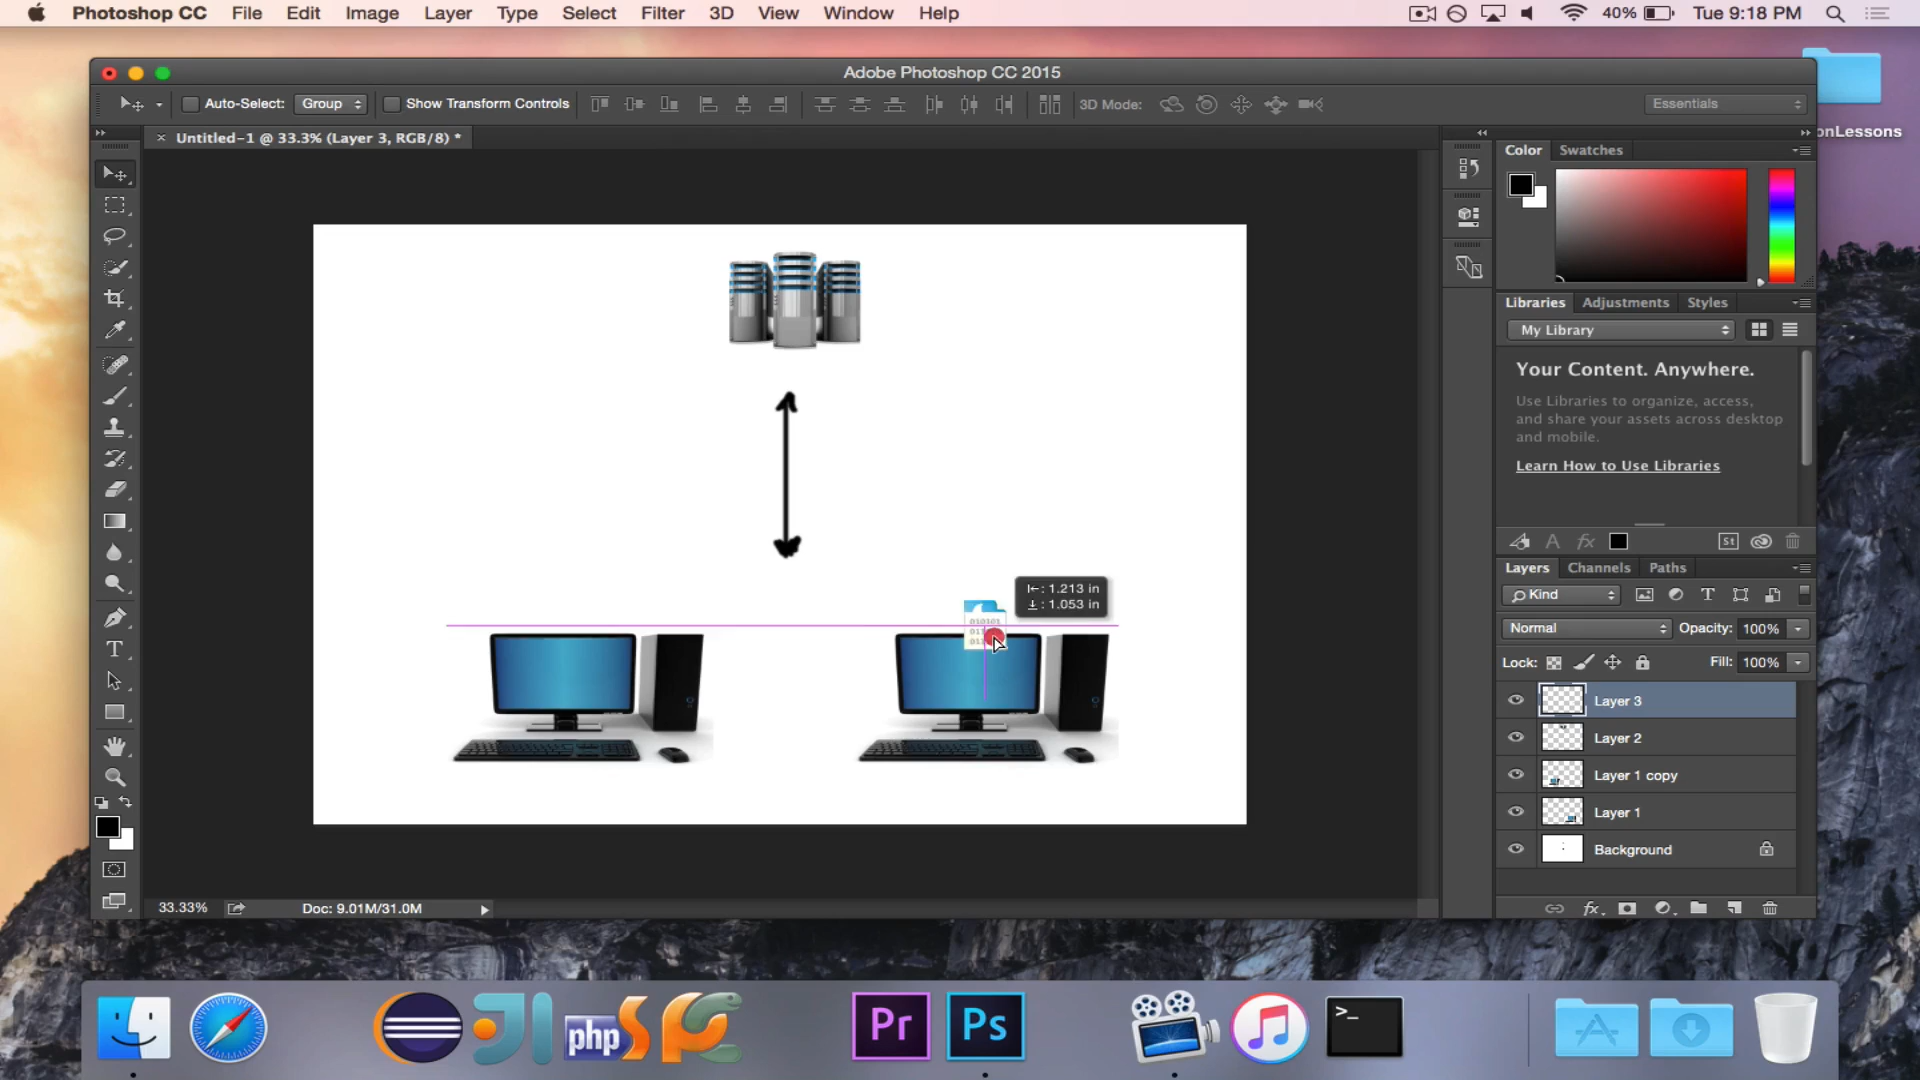 Photoshop CC File Edit Image Layer Type Select Filter 3D View Window Help 40% Tue 9:18 PM
Adobe Photoshop CC 2015
Auto-Select: Group Show Transform Controls 3D Mode: Essentials
onLessons
× Untitled-1 @ 33.3% (Layer 3, RGB/8) *
Color Swatches
Libraries Adjustments Styles
My Library
Your Content. Anywhere.
Use Libraries to organize, access,
and share your assets across desktop
and mobile.
Learn How to Use Libraries
St
Layers Channels Paths
Kind
Normal Opacity: 100%
Lock: Fill: 100%
Layer 3
Layer 2
Layer 1 copy
Layer 1
Background
: 1.213 in
: 1.053 in
010101
33.33% Doc: 9.01M/31.0M
php
Pr
Ps
>_